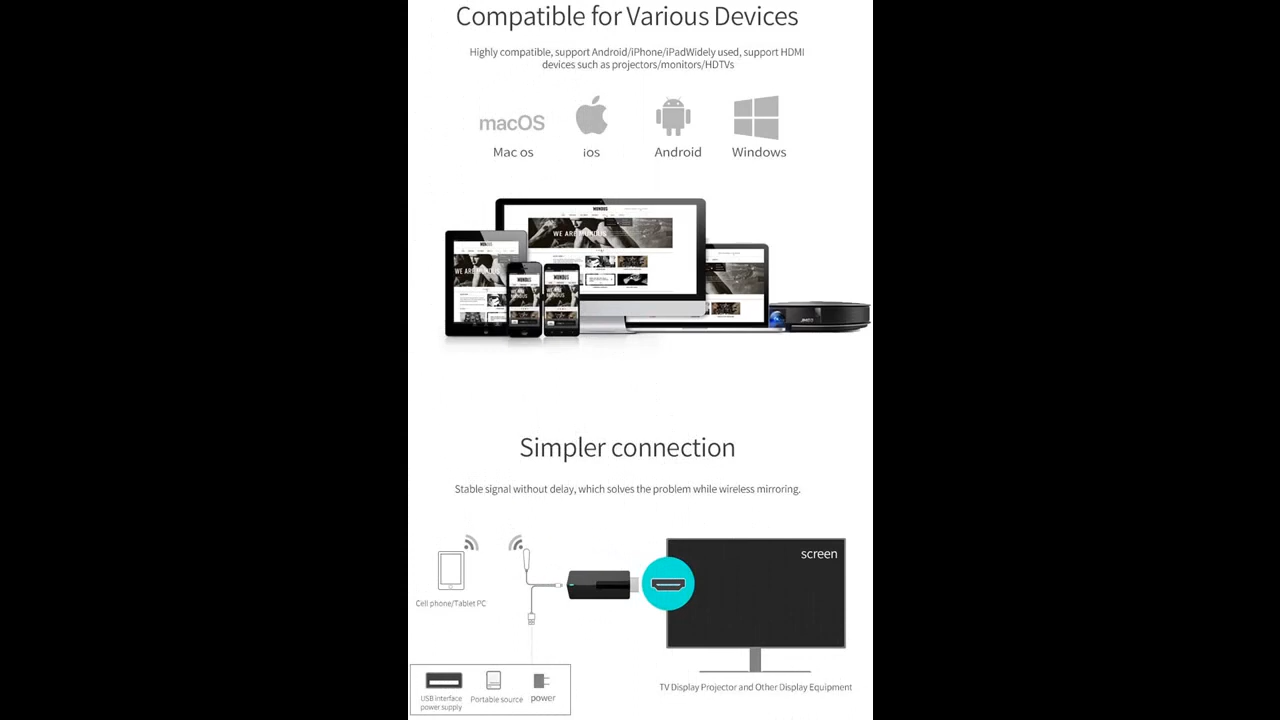 Compatible for Various Devices
Highly compatible, support Android/iPhone/iPadWidely used, support HDMI
devices such as projectors/monitors/HDTVs
macOS
Mac os ios Android Windows
WE ARE MUNDUS
MUNDUS
Simpler connection
Stable signal without delay, which solves the problem while wireless mirroring.
screen
Cell phone/Tablet PC
USB interface
power supply
Portable source
power
TV Display Projector and Other Display Equipment